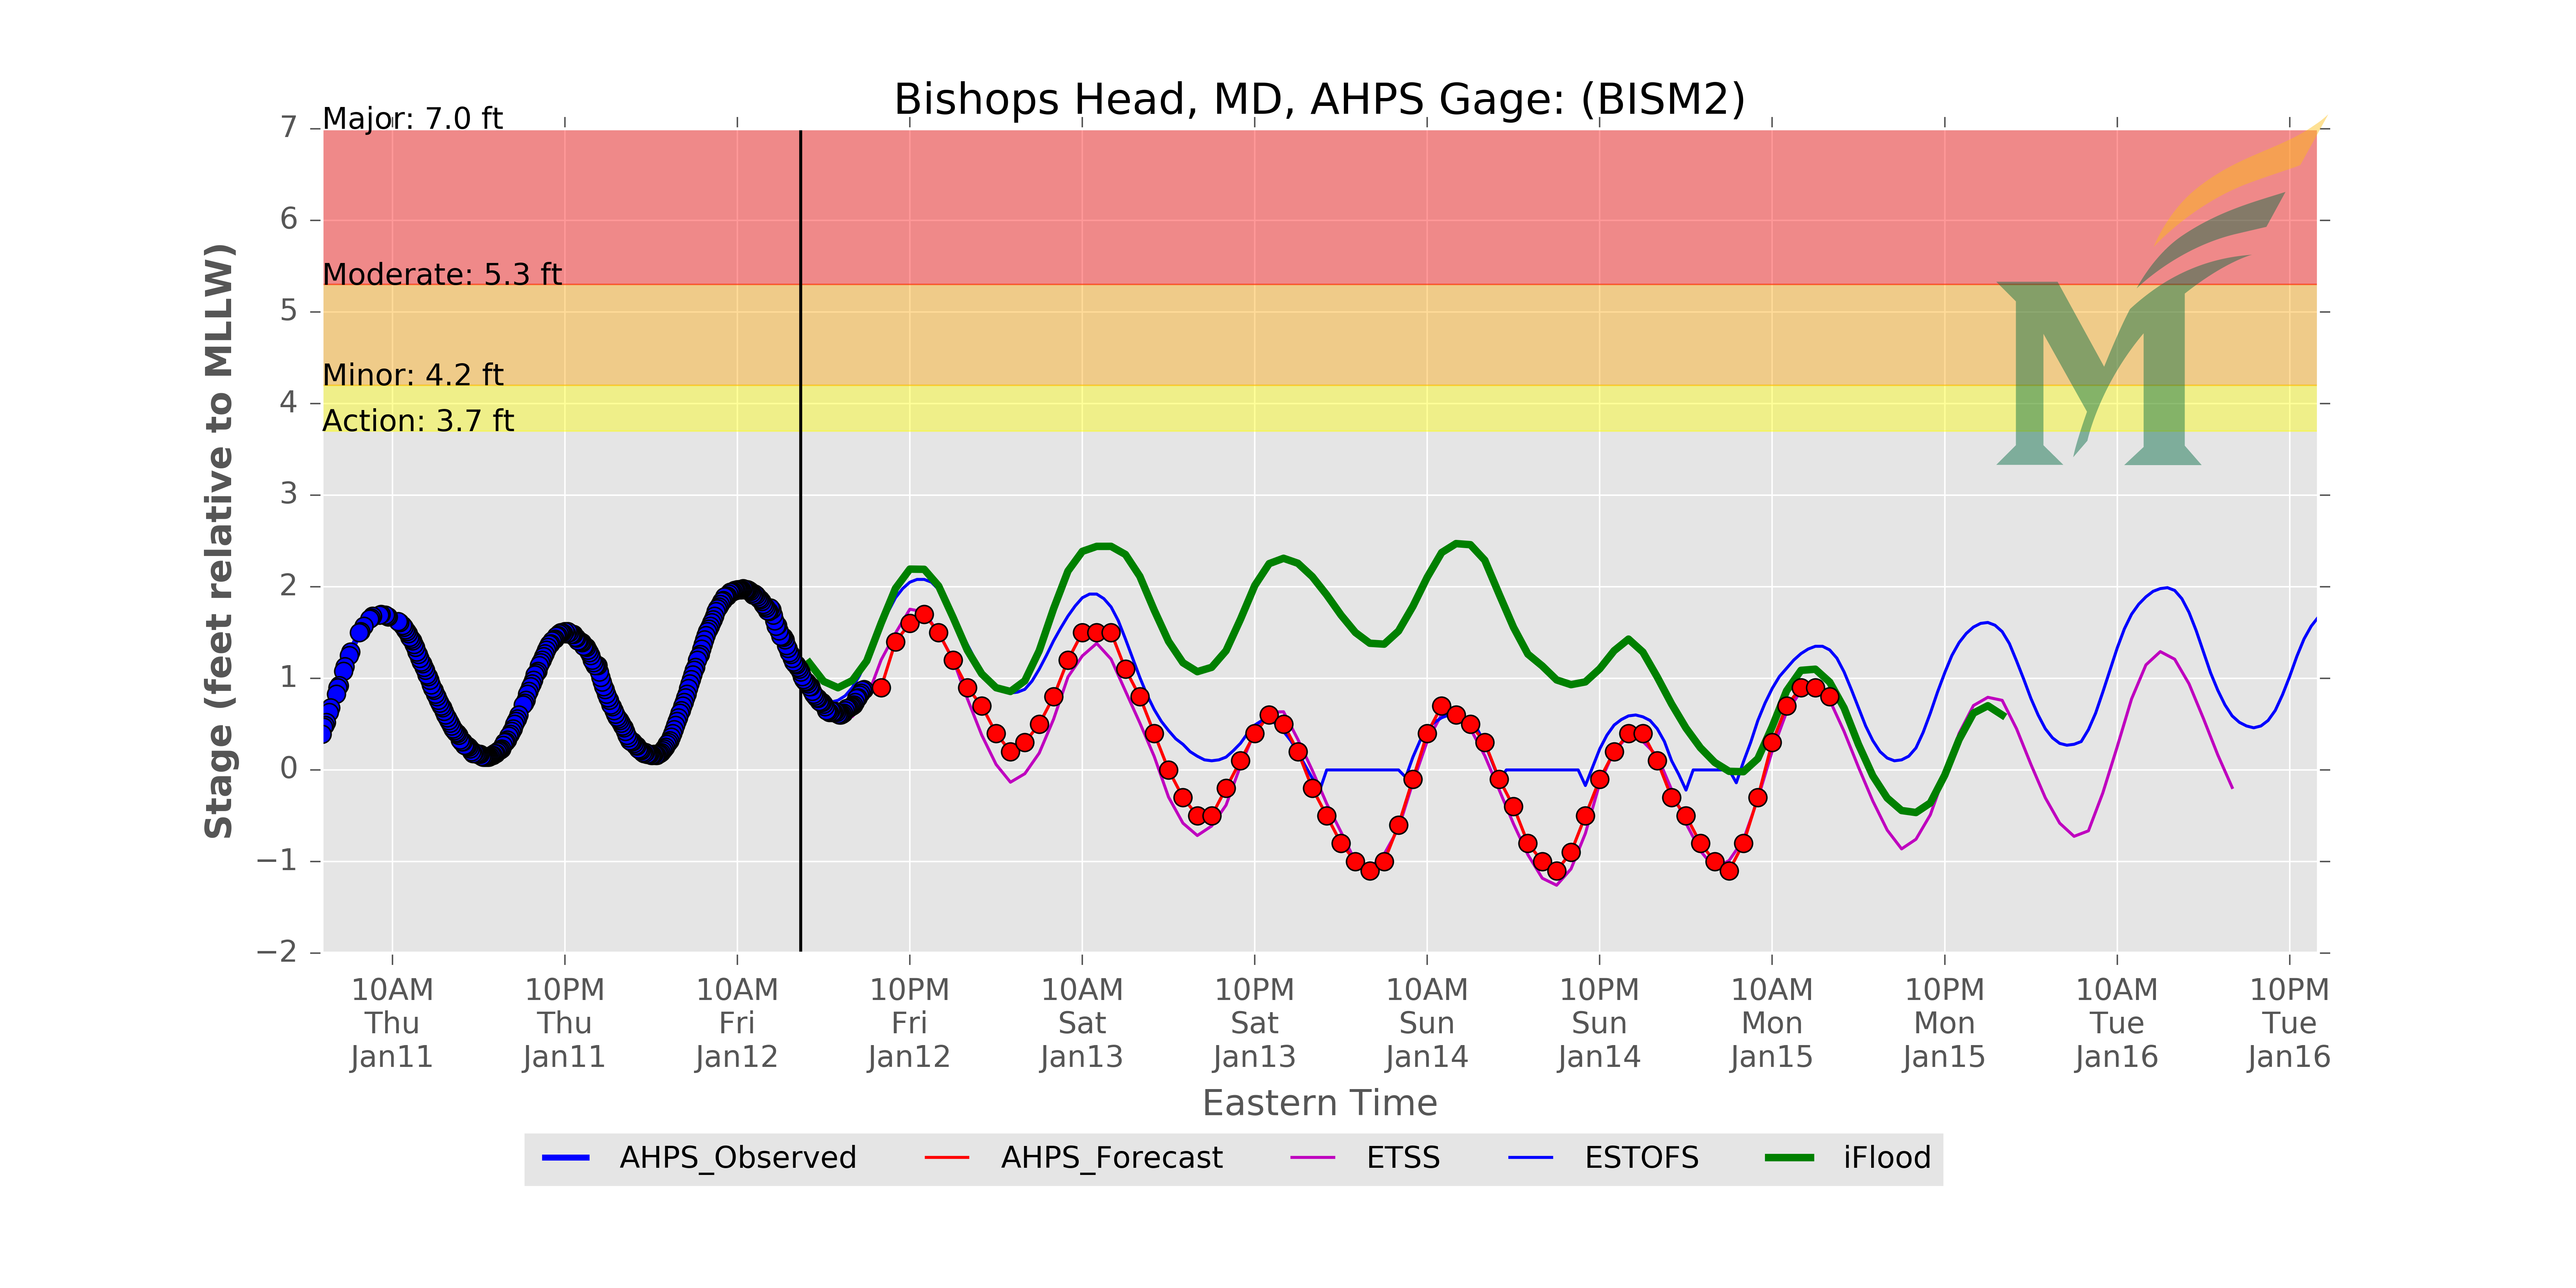 Bishops Head, MD, AHPS Gage: (BISM2)
Stage (feet relative to MLLW)
7
6
5
4
3
2
1
0
−1
−2
Major: 7.0 ft
Moderate: 5.3 ft
Minor: 4.2 ft
Action: 3.7 ft
M
10AM Thu Jan11
10PM Thu Jan11
10AM Fri Jan12
10PM Fri Jan12
10AM Sat Jan13
10PM Sat Jan13
10AM Sun Jan14
10PM Sun Jan14
10AM Mon Jan15
10PM Mon Jan15
10AM Tue Jan16
10PM Tue Jan16
Eastern Time
AHPS_Observed AHPS_Forecast ETSS ESTOFS iFlood